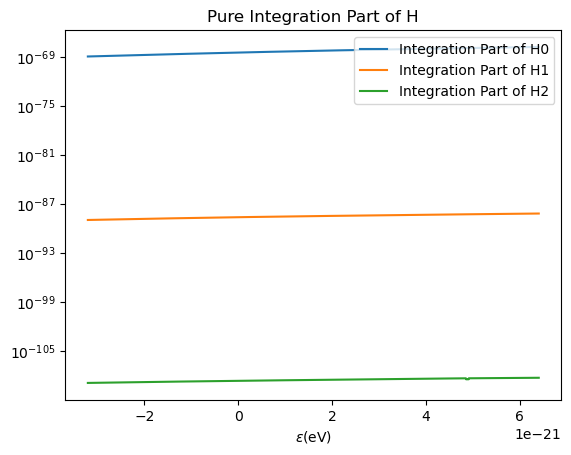 Pure Integration Part of H
Integration Part of H0
Integration Part of H1
Integration Part of H2
10⁻⁶⁹
10⁻⁷⁵
10⁻⁸¹
10⁻⁸⁷
10⁻⁹³
10⁻⁹⁹
10⁻¹⁰⁵
−2 0 2 4 6
1e−21
ε(eV)